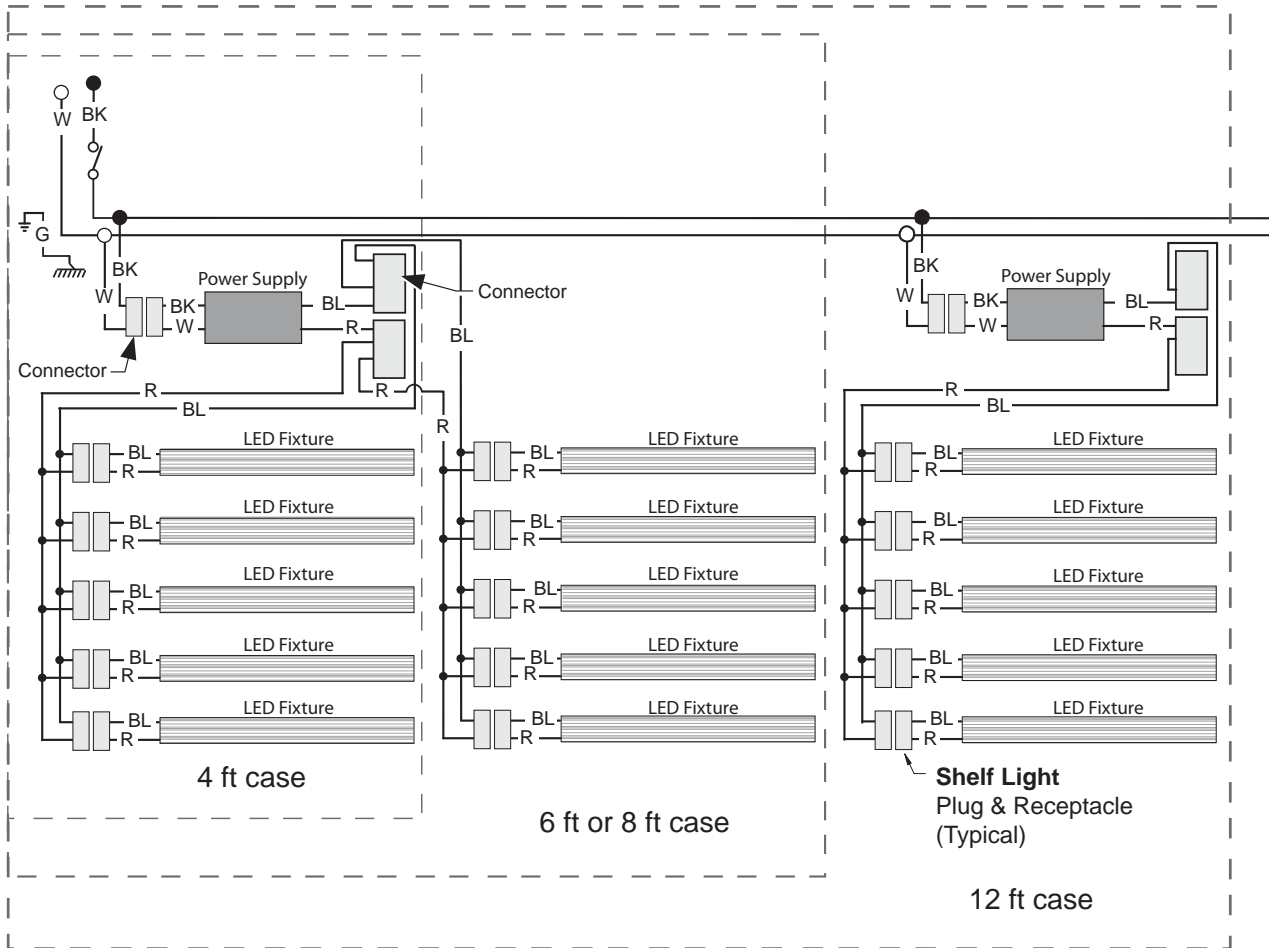 W
BK
G
BK
W
BK
W
Power Supply
BL
R
Connector
Connector
R
BL
R
BL
R
BK
W
BK
W
Power Supply
BL
R
R
BL
LED Fixture
BL
R
LED Fixture
BL
R
LED Fixture
BL
R
LED Fixture
BL
R
LED Fixture
BL
R
4 ft case
LED Fixture
BL
R
LED Fixture
BL
R
LED Fixture
BL
R
LED Fixture
BL
R
LED Fixture
BL
R
6 ft or 8 ft case
LED Fixture
BL
R
LED Fixture
BL
R
LED Fixture
BL
R
LED Fixture
BL
R
LED Fixture
BL
R
Shelf Light
Plug & Receptacle
(Typical)
12 ft case